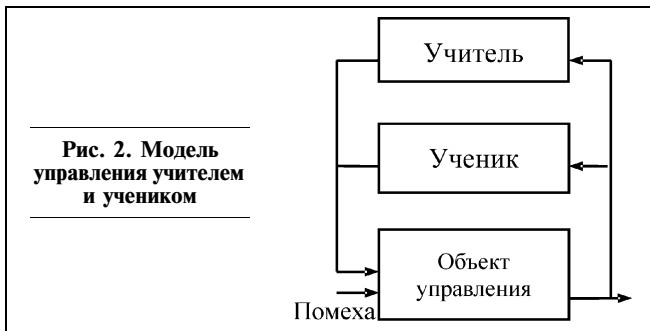 Рис. 2. Модель
управления учителем
и учеником
Учитель
Ученик
Объект
управления
Помеха